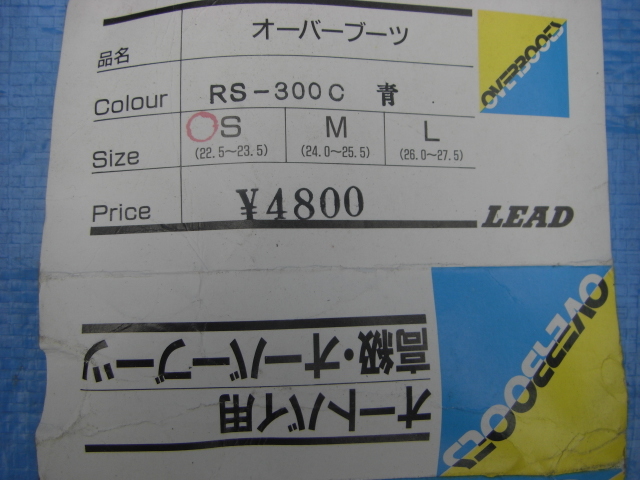 品名 オーバーブーツ
OVERBOOTS
Colour RS-300C 青
Size S M L
(22.5~23.5) (24.0~25.5) (26.0~27.5)
Price ¥4800
LEAD
オートバイ用
高級・オーバーブーツ
OVERBOOTS